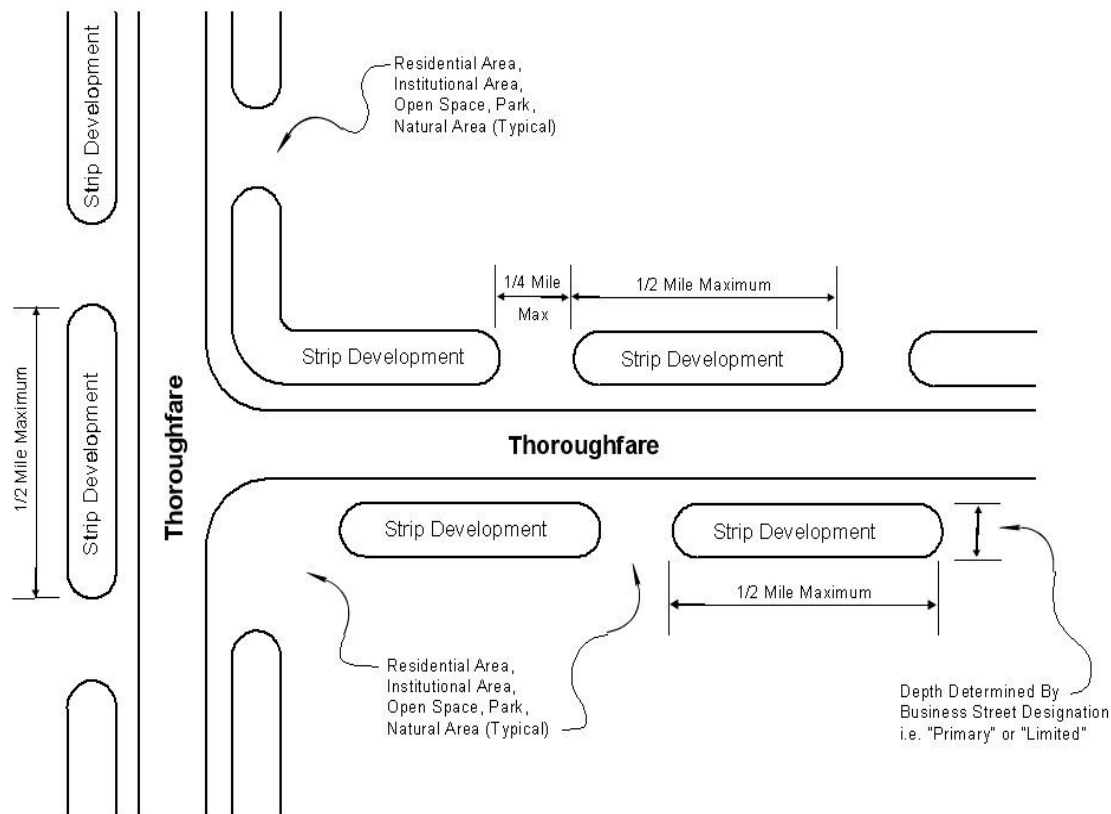 Strip Development
Residential Area,
Institutional Area,
Open Space, Park,
Natural Area (Typical)
1/4 Mile
Max
1/2 Mile Maximum
Strip Development
Strip Development
1/2 Mile Maximum
Strip Development
Thoroughfare
Thoroughfare
Strip Development
Strip Development
1/2 Mile Maximum
Residential Area,
Institutional Area,
Open Space, Park,
Natural Area (Typical)
Depth Determined By
Business Street Designation
i.e. "Primary" or "Limited"